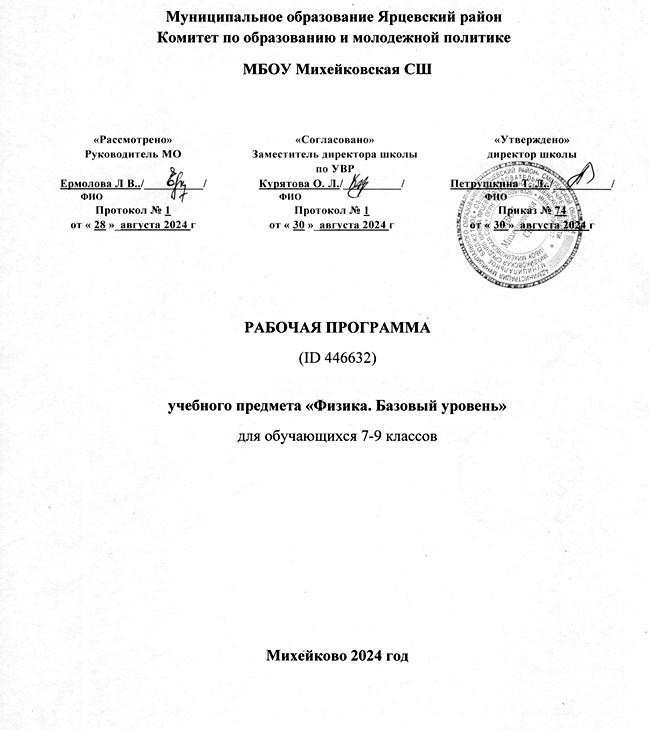 Муниципальное образование Ярцевский район
Комитет по образованию и молодежной политике
МБОУ Михейковская СШ
«Рассмотрено»
Руководитель МО
Ермолова Л В../ /
ФИО
Протокол № 1
от « 28 » августа 2024 г
«Согласовано»
Заместитель директора школы
по УВР
Курятова О. Л./ /
ФИО
Протокол № 1
от « 30 » августа 2024 г
«Утверждено»
директор школы
Петрушкина Т. Л../ /
ФИО
Приказ № 74
от « 30 » августа 2024 г
РАБОЧАЯ ПРОГРАММА
(ID 446632)
учебного предмета «Физика. Базовый уровень»
для обучающихся 7-9 классов
Михейково 2024 год